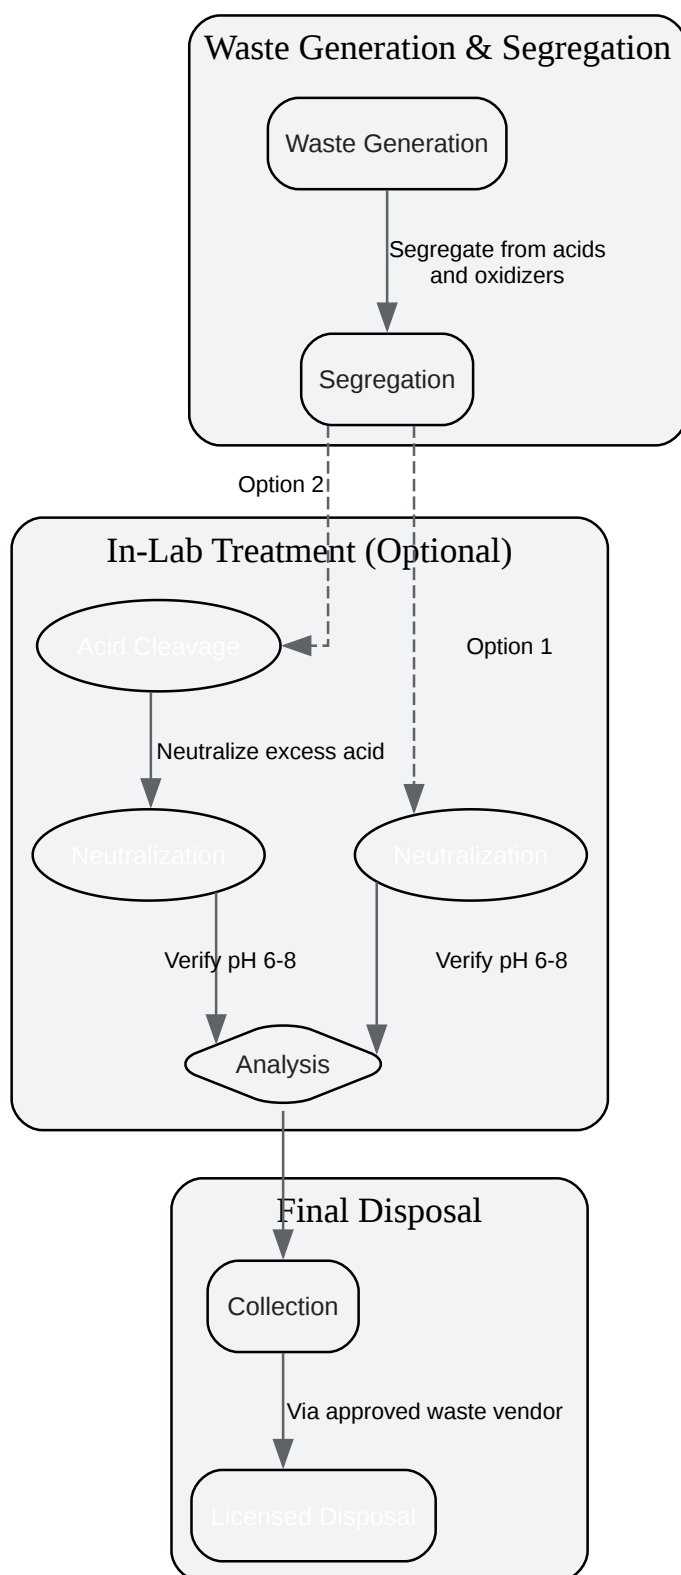 Waste Generation & Segregation
Waste Generation
Segregate from acids
and oxidizers
Segregation
Option 2
In-Lab Treatment (Optional)
Acid Cleavage
Option 1
Neutralize excess acid
Neutralization
Neutralization
Verify pH 6-8
Verify pH 6-8
Analysis
Final Disposal
Collection
Via approved waste vendor
Licensed Disposal